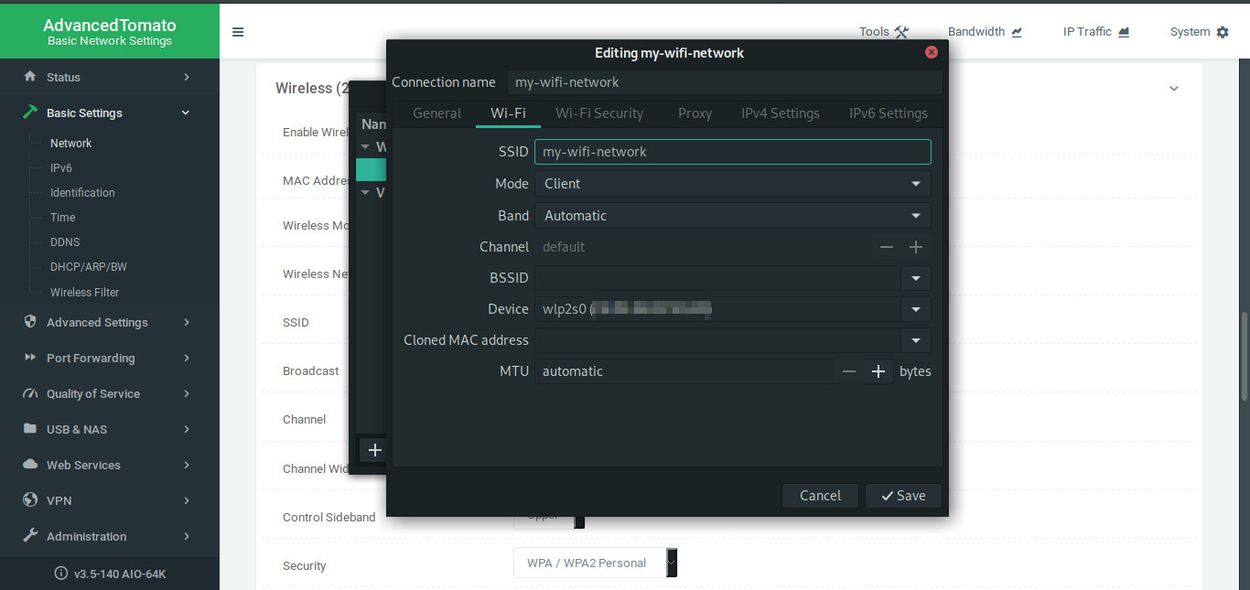 AdvancedTomato
Basic Network Settings
Tools
Bandwidth
IP Traffic
System
Status
Basic Settings
Network
IPv6
Identification
Time
DDNS
DHCP/ARP/BW
Wireless Filter
Advanced Settings
Port Forwarding
Quality of Service
USB & NAS
Web Services
VPN
Administration
v3.5-140 AIO-64K
Wireless (2
Enable Wirel
MAC Addre
Wireless Mo
Wireless Ne
SSID
Broadcast
Channel
Channel Wid
Control Sideband
Upper
Security
WPA / WPA2 Personal
Nan
W
V
Editing my-wifi-network
Connection name my-wifi-network
General Wi-Fi Wi-Fi Security Proxy IPv4 Settings IPv6 Settings
SSID my-wifi-network
Mode Client
Band Automatic
Channel default
BSSID
Device wlp2s0 (
Cloned MAC address
MTU automatic bytes
Cancel Save